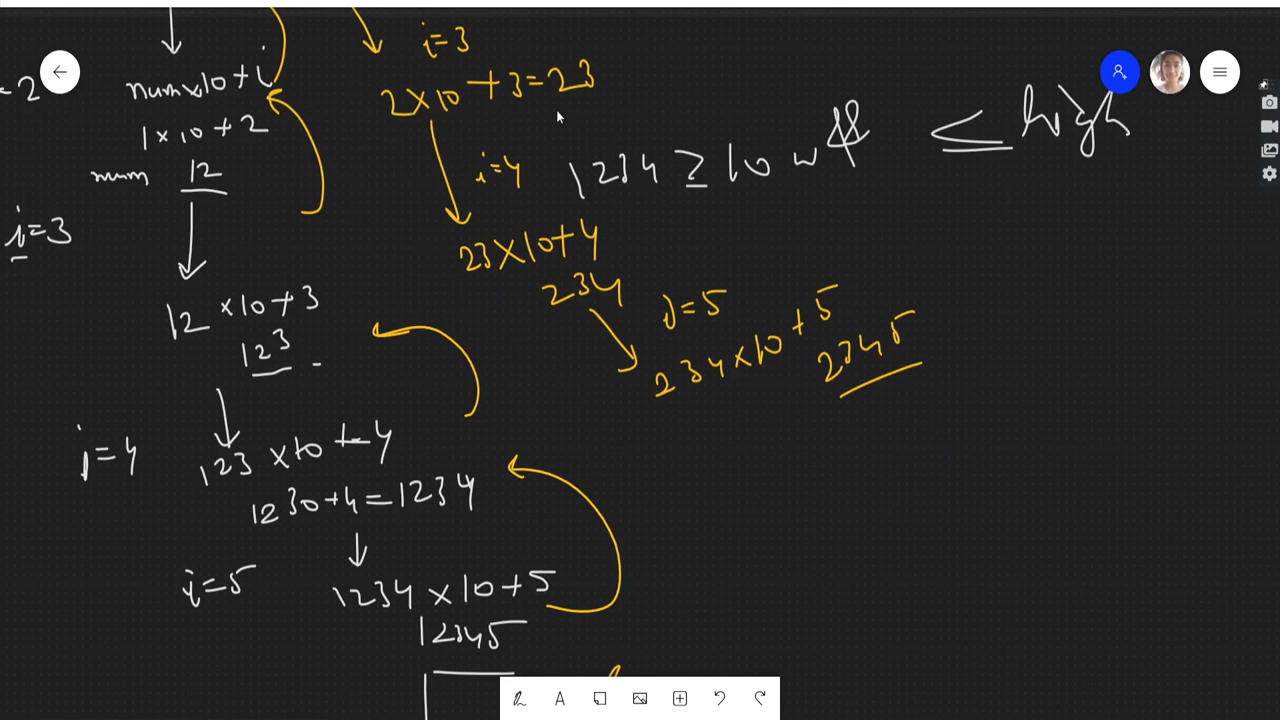 = 2
num×10+i
1×10+2
num 12
i=3
12 ×10+3
123
i=4
123 ×10+4
1230+4=1234
i=5
1234 ×10+5
12345
i=3
2×10 +3=23
i=4
23×10+4
234
i=5
234×10 +5
2345
1234 ≥ low && ≤ high
A